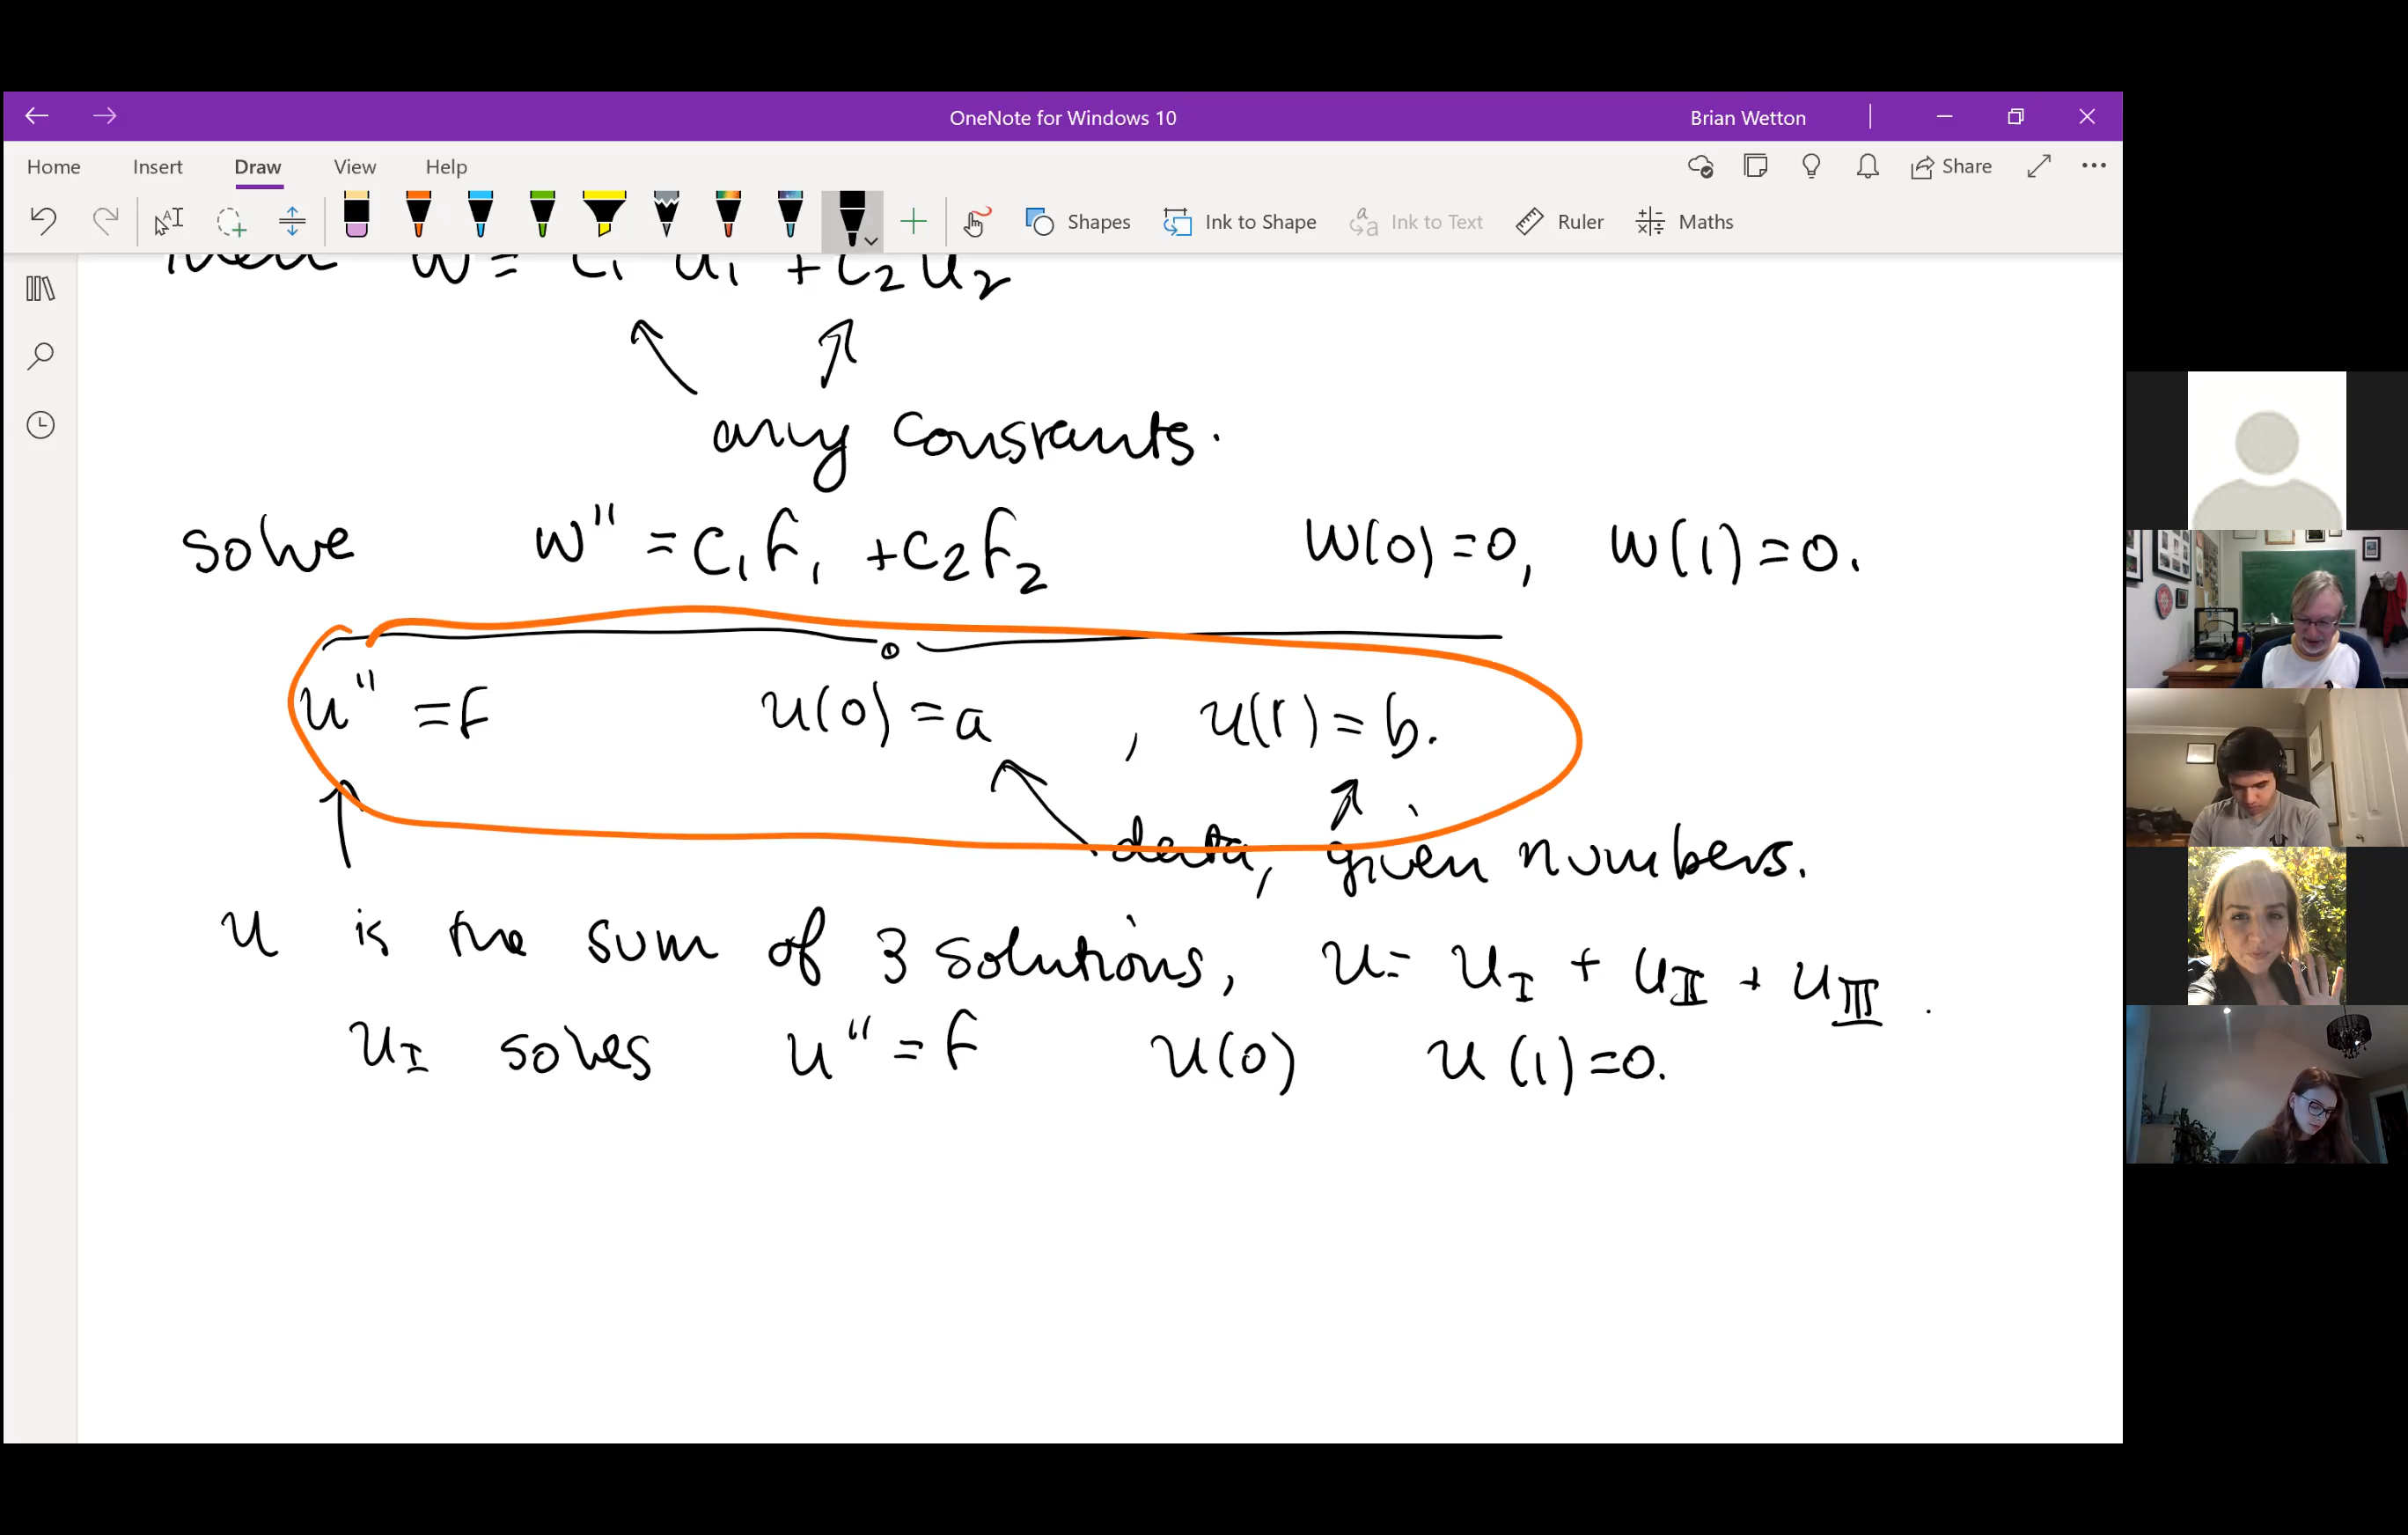 OneNote for Windows 10
Brian Wetton
Home Insert Draw View Help
Share
Shapes Ink to Shape Ink to Text Ruler Maths
then w = c₁ u₁ + c₂ u₂
any constants.
solve w'' = c₁f₁ + c₂f₂ w(0) = 0, w(1) = 0.
u'' = f u(0) = a , u(1) = b.
data, given numbers.
u is the sum of 3 solutions, u = u_I + u_II + u_III .
u_I solves u'' = f u(0) u(1) = 0.